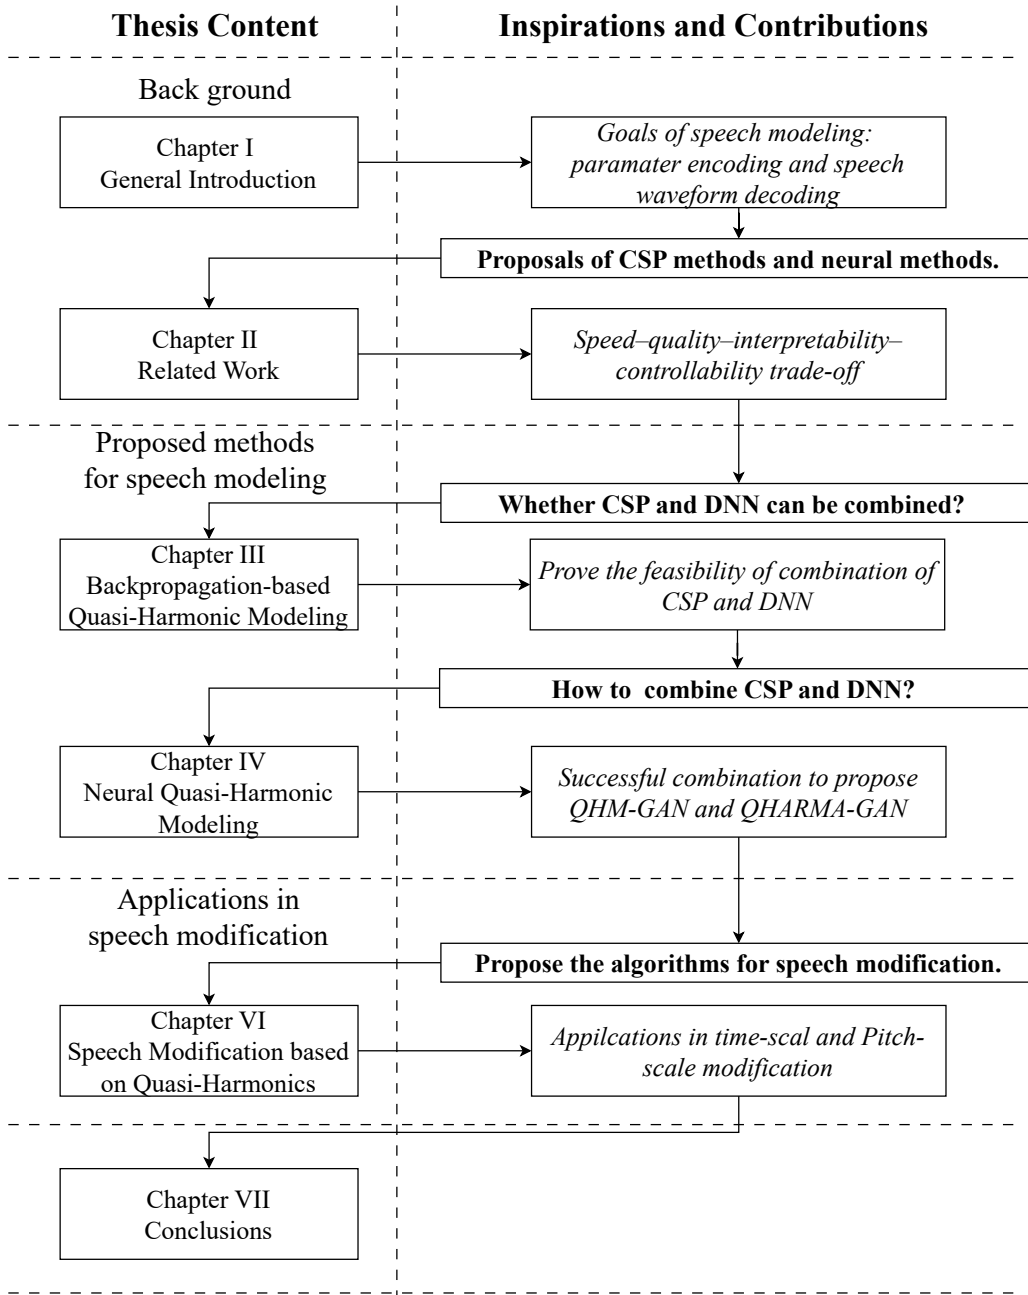 Thesis Content
Inspirations and Contributions
Back ground
Chapter I
General Introduction
Goals of speech modeling:
paramater encoding and speech
waveform decoding
Proposals of CSP methods and neural methods.
Chapter II
Related Work
Speed–quality–interpretability–
controllability trade-off
Proposed methods
for speech modeling
Whether CSP and DNN can be combined?
Chapter III
Backpropagation-based
Quasi-Harmonic Modeling
Prove the feasibility of combination of
CSP and DNN
How to  combine CSP and DNN?
Chapter IV
Neural Quasi-Harmonic
Modeling
Successful combination to propose
QHM-GAN and QHARMA-GAN
Applications in
speech modification
Propose the algorithms for speech modification.
Chapter VI
Speech Modification based
on Quasi-Harmonics
Appilcations in time-scal and Pitch-
scale modification
Chapter VII
Conclusions